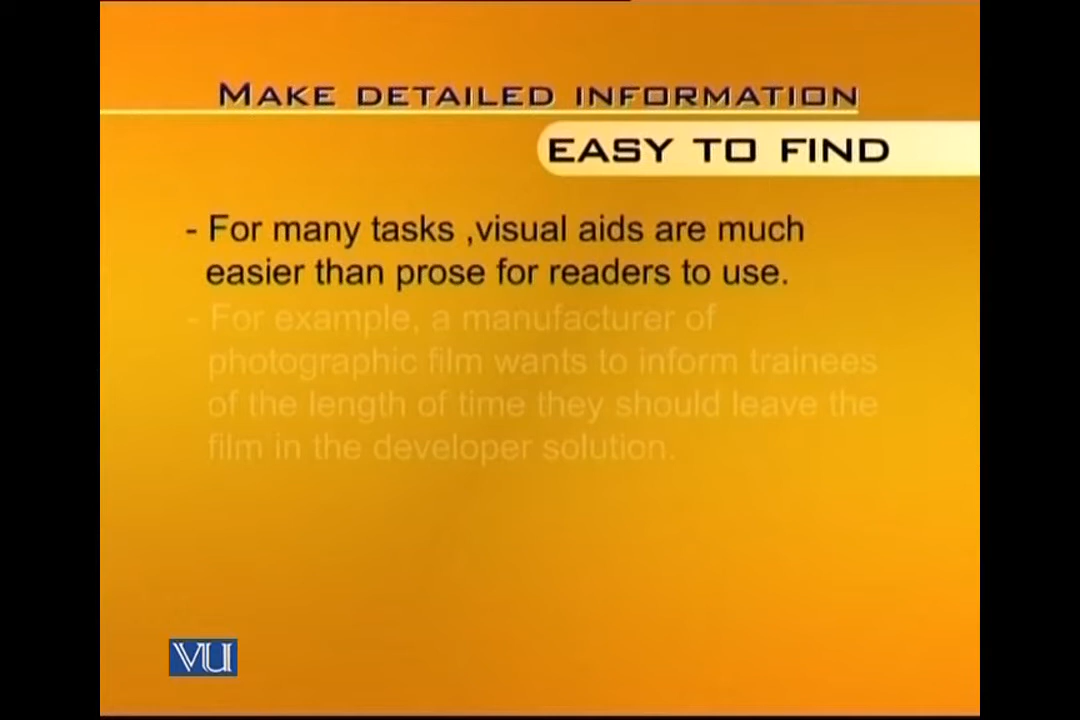 MAKE DETAILED INFORMATION
EASY TO FIND
- For many tasks ,visual aids are much
easier than prose for readers to use.
- For example, a manufacturer of
photographic film wants to inform trainees
of the length of time they should leave the
film in the developer solution.
VU